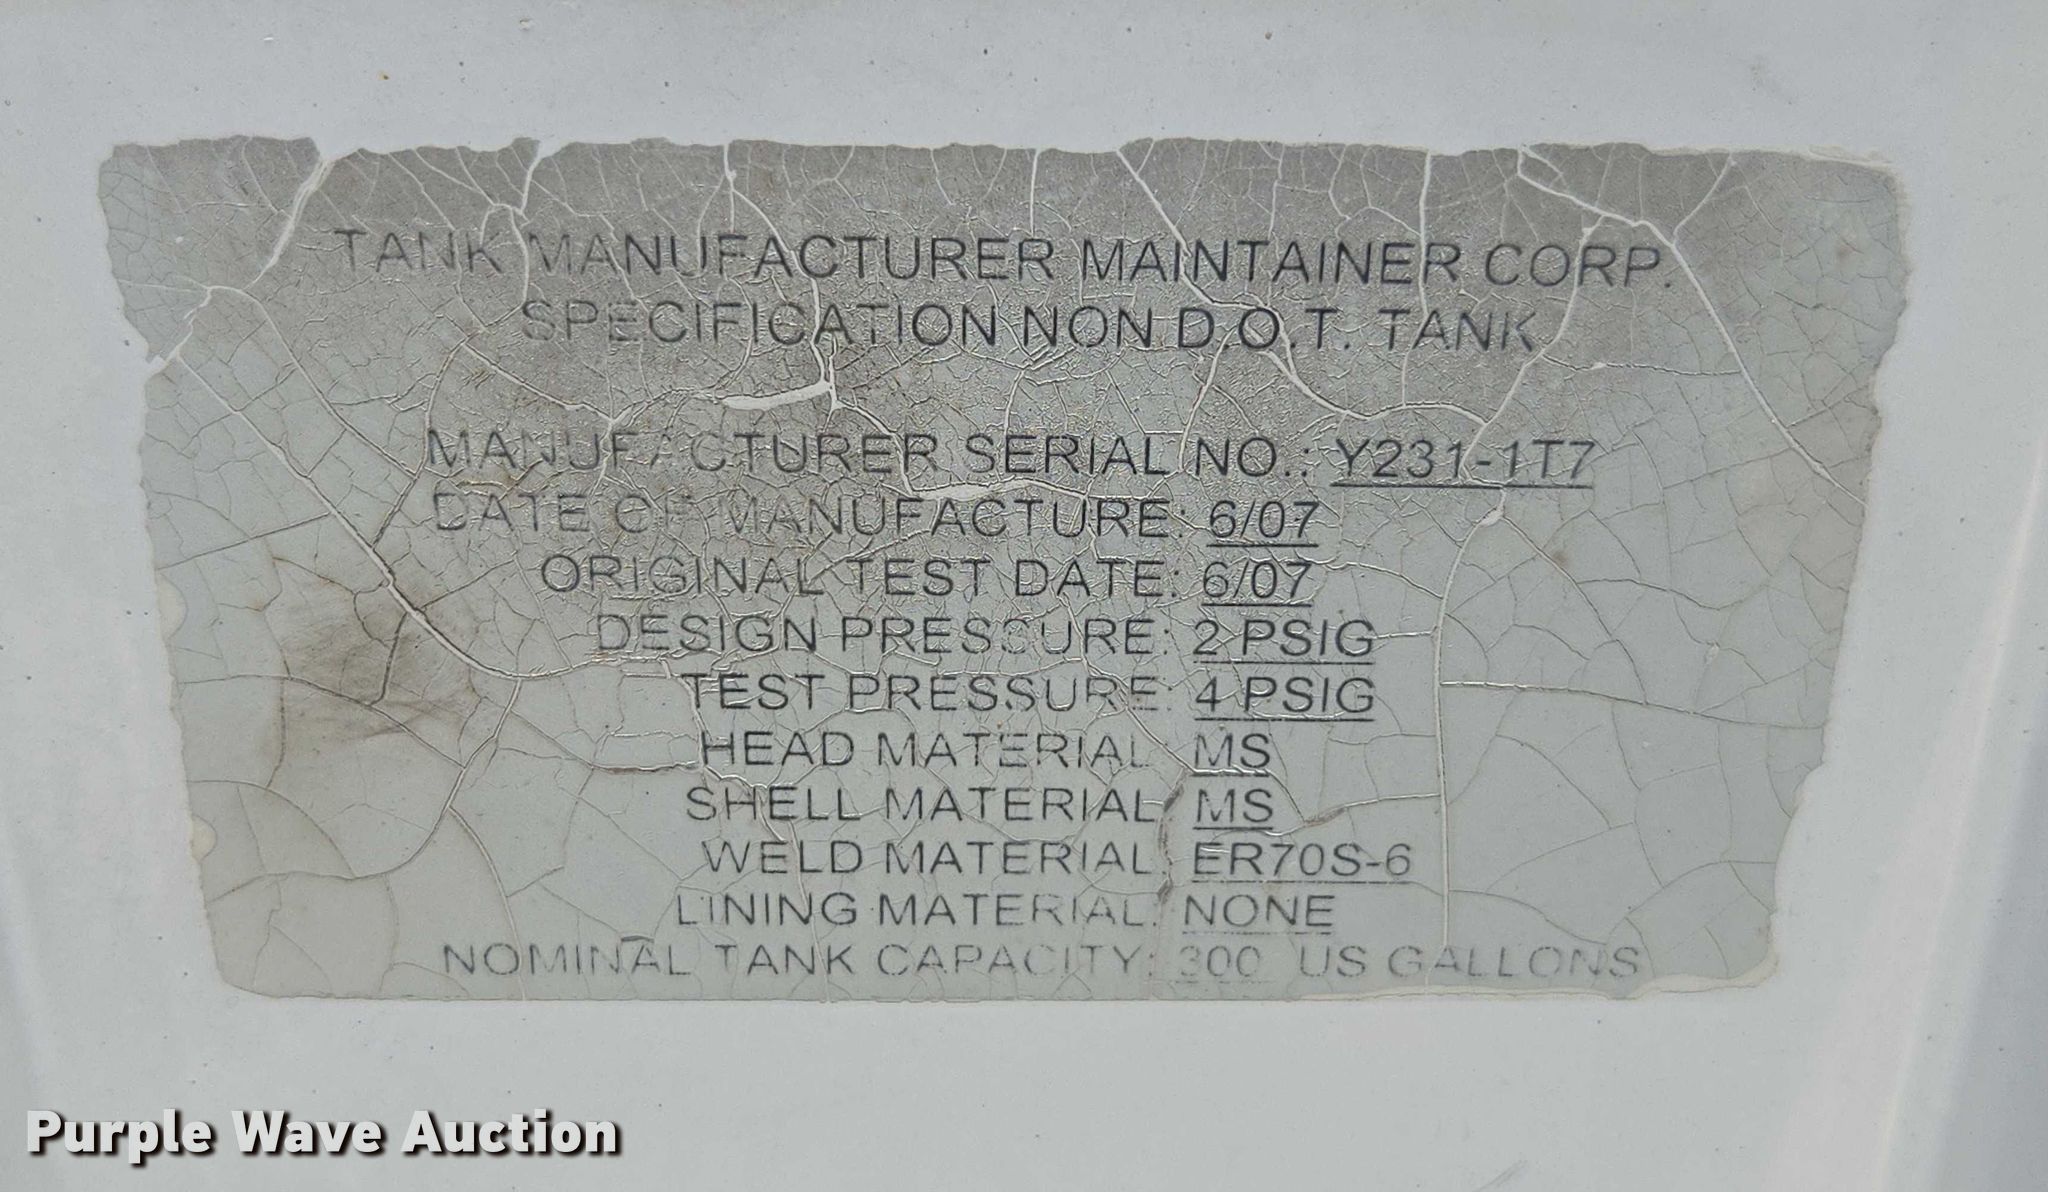 TANK MANUFACTURER MAINTAINER CORP.
SPECIFICATION NON D.O.T. TANK
MANUFACTURER SERIAL NO.: Y231-1T7
DATE OF MANUFACTURE: 6/07
ORIGINAL TEST DATE: 6/07
DESIGN PRESSURE: 2 PSIG
TEST PRESSURE: 4 PSIG
HEAD MATERIAL: MS
SHELL MATERIAL: MS
WELD MATERIAL: ER70S-6
LINING MATERIAL: NONE
NOMINAL TANK CAPACITY: 300 US GALLONS
Purple Wave Auction